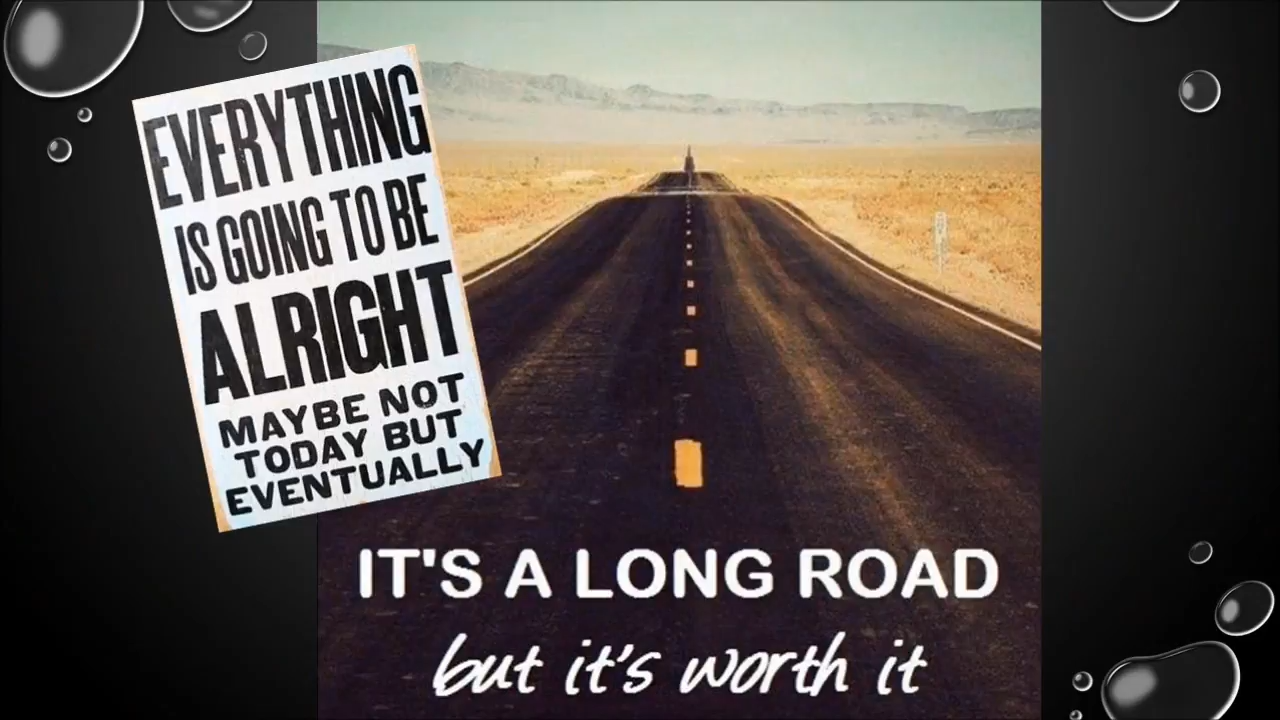 EVERYTHING
IS GOING TO BE
ALRIGHT
MAYBE NOT
TODAY BUT
EVENTUALLY
IT'S A LONG ROAD
but it's worth it